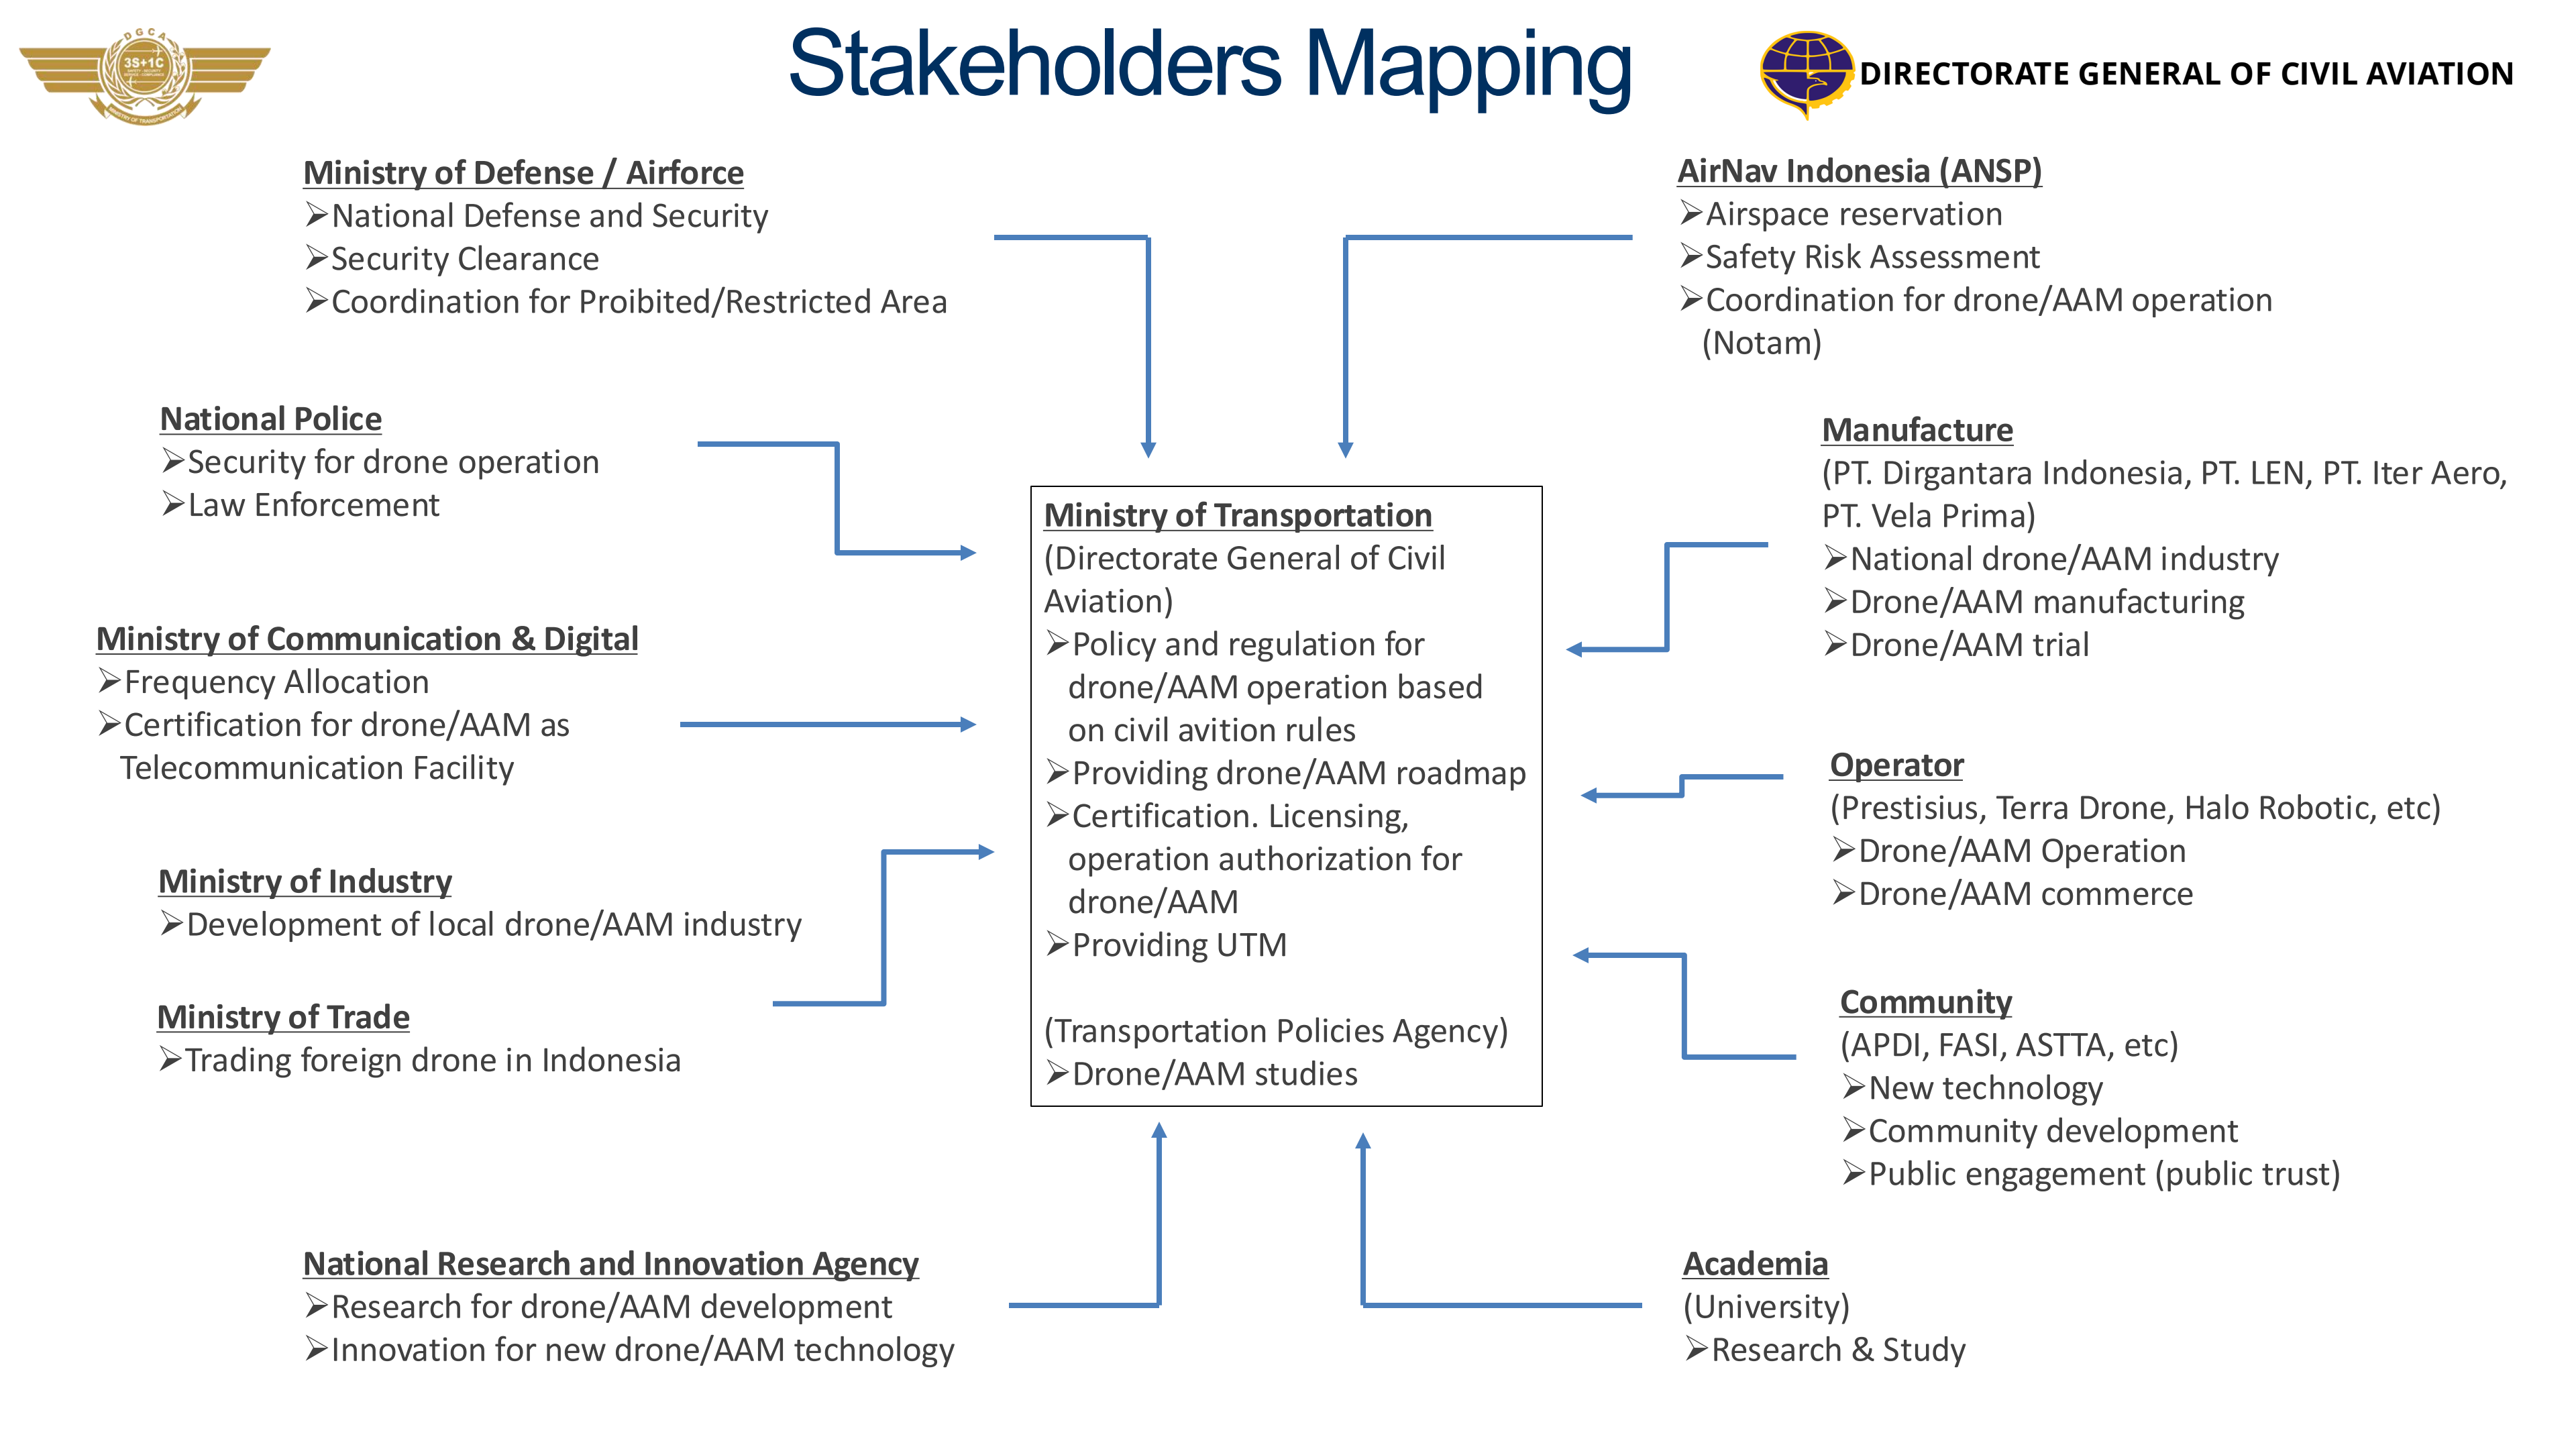 DGCA
3S+1C
MINISTRY OF TRANSPORTATION
Stakeholders Mapping
DIRECTORATE GENERAL OF CIVIL AVIATION
Ministry of Defense / Airforce
➢National Defense and Security
➢Security Clearance
➢Coordination for Proibited/Restricted Area
AirNav Indonesia (ANSP)
➢Airspace reservation
➢Safety Risk Assessment
➢Coordination for drone/AAM operation
(Notam)
National Police
➢Security for drone operation
➢Law Enforcement
Manufacture
(PT. Dirgantara Indonesia, PT. LEN, PT. Iter Aero,
PT. Vela Prima)
➢National drone/AAM industry
➢Drone/AAM manufacturing
➢Drone/AAM trial
Ministry of Transportation
(Directorate General of Civil
Aviation)
➢Policy and regulation for
drone/AAM operation based
on civil avition rules
➢Providing drone/AAM roadmap
➢Certification. Licensing,
operation authorization for
drone/AAM
➢Providing UTM
(Transportation Policies Agency)
➢Drone/AAM studies
Ministry of Communication & Digital
➢Frequency Allocation
➢Certification for drone/AAM as
Telecommunication Facility
Operator
(Prestisius, Terra Drone, Halo Robotic, etc)
➢Drone/AAM Operation
➢Drone/AAM commerce
Ministry of Industry
➢Development of local drone/AAM industry
Ministry of Trade
➢Trading foreign drone in Indonesia
Community
(APDI, FASI, ASTTA, etc)
➢New technology
➢Community development
➢Public engagement (public trust)
National Research and Innovation Agency
➢Research for drone/AAM development
➢Innovation for new drone/AAM technology
Academia
(University)
➢Research & Study